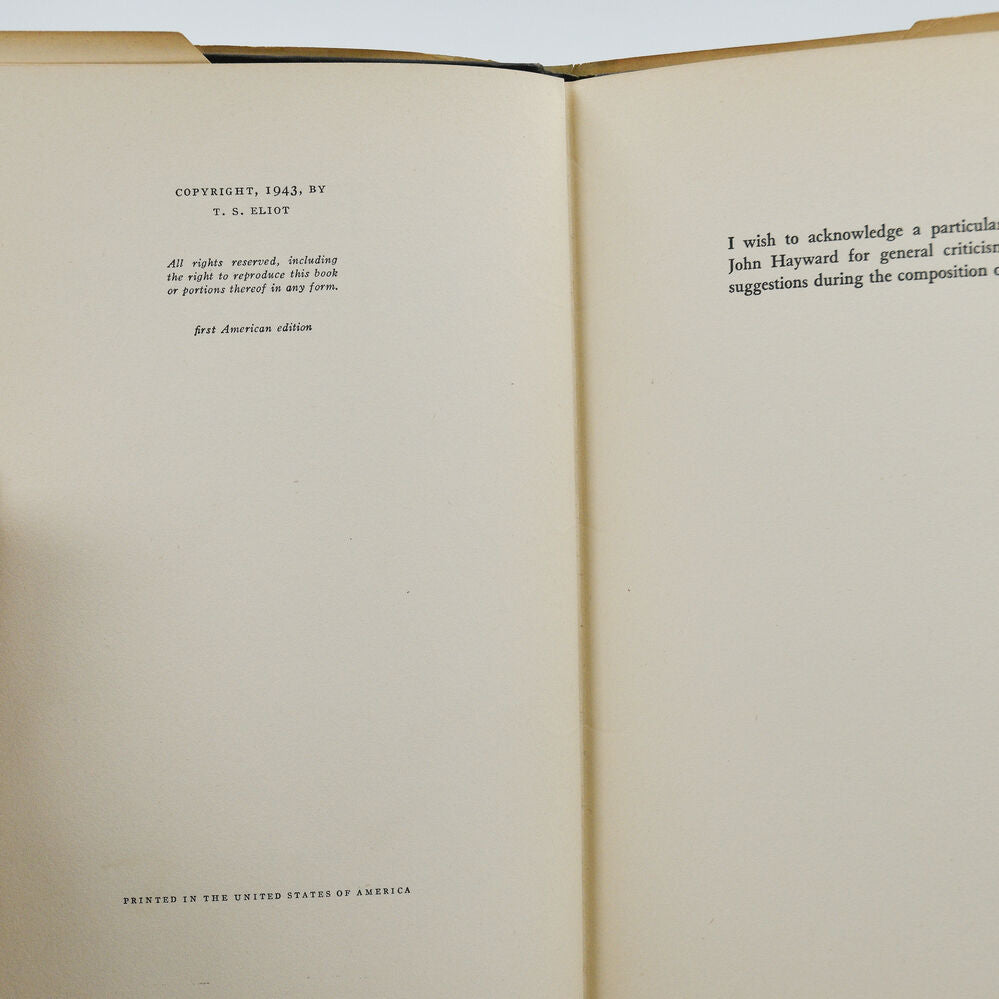 COPYRIGHT, 1943, BY
T. S. ELIOT
All rights reserved, including
the right to reproduce this book
or portions thereof in any form.
first American edition
PRINTED IN THE UNITED STATES OF AMERICA
I wish to acknowledge a particular
John Hayward for general criticism
suggestions during the composition